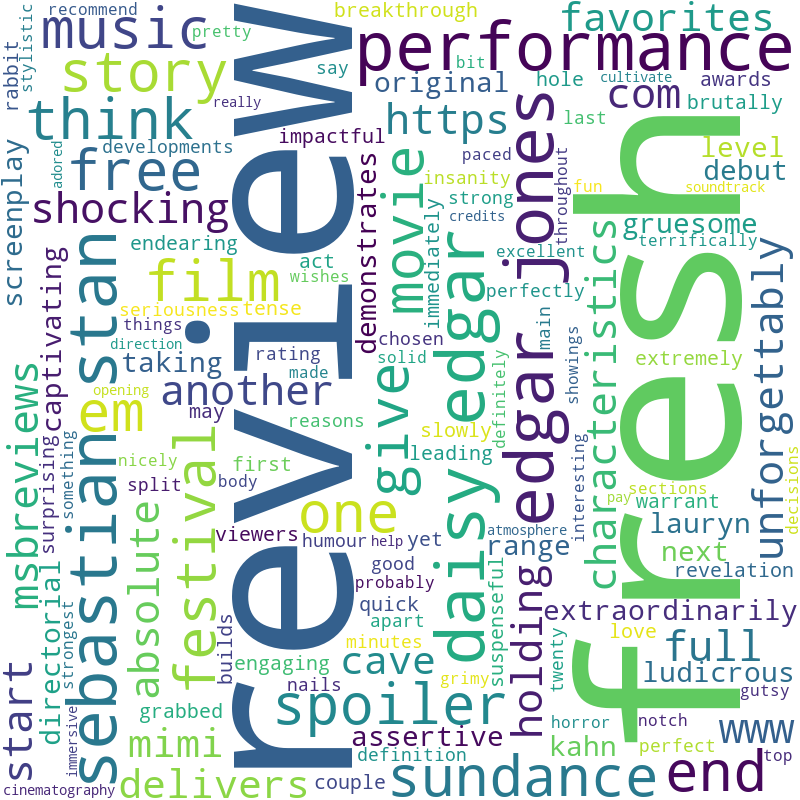 recommend
breakthrough
favorites
stylistic
music
pretty
performance
rabbit
story
say
bit
original
hole
cultivate
awards
really
https
com
brutally
think
impactful
last
developments
free
adored
shocking
review
demonstrates
movie
paced
insanity
strong
credits
jones
throughout
fun
soundtrack
level
debut
fresh
gruesome
terrifically
screenplay
endearing
act
wishes
immediately
excellent
perfectly
characteristics
captivating
sebastian stan
film
seriousness
tense
things
direction
rating
made
chosen
solid
daisy edgar
edgar jones
main
showings
extremely
unforgettably
taking
another
may
reasons
give
definitely
msbreviews
opening
em
festival
slowly
leading
interesting
pay
sections
decisions
surprising
something
nicely
split
first
body
one
suspenseful
atmosphere
range
warrant
lauryn
next
revelation
absolute
viewers
humour
help
yet
good
probably
holding
directorial
strongest
builds
quick
apart
minutes
twenty
extraordinarily
love
full
start
immersive
engaging
nails
cave
grimy
ludicrous
gutsy
grabbed
spoiler
horror
notch
www
mimi
assertive
definition
kahn
perfect
top
cinematography
delivers
couple
sundance
end